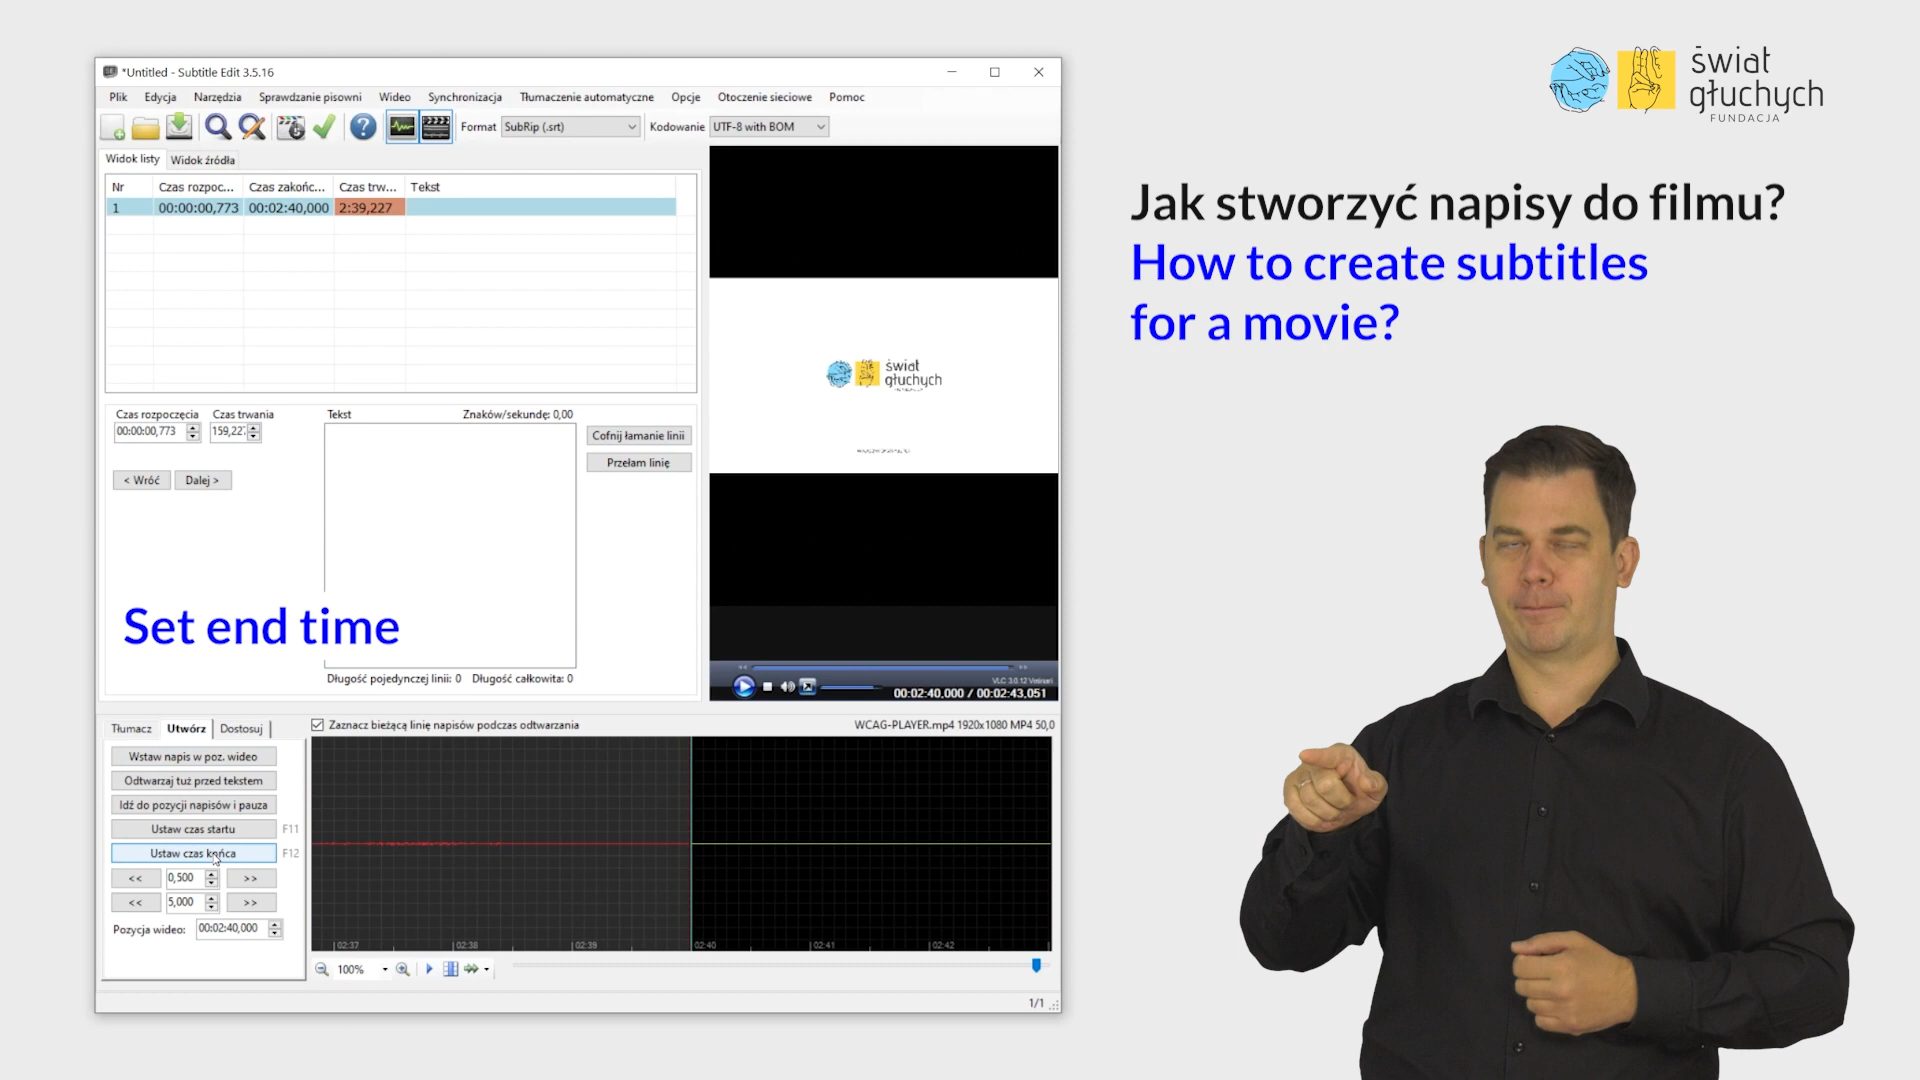 *Untitled - Subtitle Edit 3.5.16
Plik Edycja Narzędzia Sprawdzanie pisowni Wideo Synchronizacja Tłumaczenie automatyczne Opcje Otoczenie sieciowe Pomoc
Format SubRip (.srt) Kodowanie UTF-8 with BOM
Widok listy Widok źródła
Nr Czas rozpoc... Czas zakońc... Czas trw... Tekst
1 00:00:00,773 00:02:40,000 2:39,227
Czas rozpoczęcia Czas trwania Tekst Znaków/sekundę: 0,00
00:00:00,773 159,227
Cofnij łamanie linii
Przełam linię
< Wróć Dalej >
Set end time
Długość pojedynczej linii: 0 Długość całkowita: 0
świat
głuchych
VLC 3.0.12 Vetinari
00:02:40,000 / 00:02:43,051
Tłumacz Utwórz Dostosuj
Zaznacz bieżącą linię napisów podczas odtwarzania
WCAG-PLAYER.mp4 1920x1080 MP4 50,0
Wstaw napis w poz. wideo
Odtwarzaj tuż przed tekstem
Idź do pozycji napisów i pauza
Ustaw czas startu F11
Ustaw czas końca F12
<< 0,500 >>
<< 5,000 >>
Pozycja wideo: 00:02:40,000
02:37 02:38 02:39 02:40 02:41 02:42
100%
1/1
świat
głuchych
FUNDACJA
Jak stworzyć napisy do filmu?
How to create subtitles
for a movie?